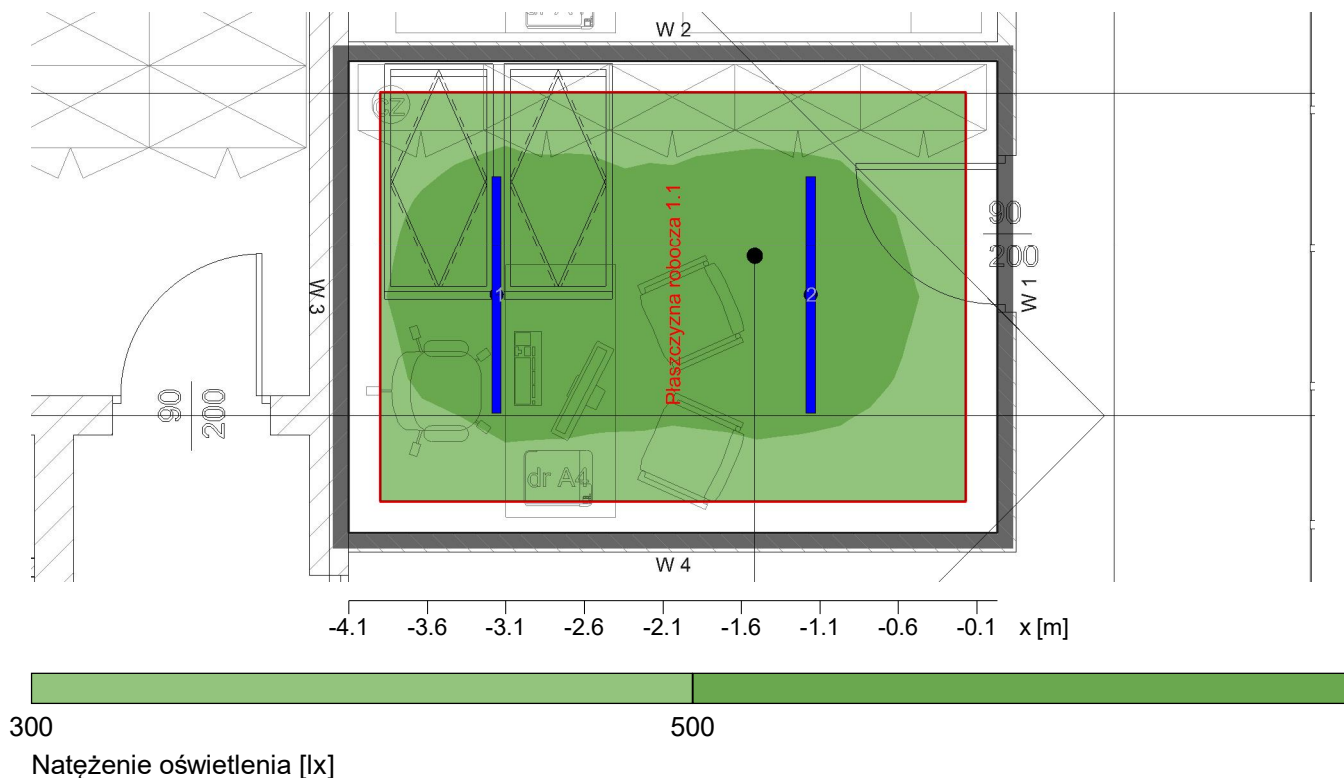 W 2
CZ
Płaszczyzna robocza 1.1
90
200
W 1
W 3
1
2
90
200
dr A4
W 4
-4.1 -3.6 -3.1 -2.6 -2.1 -1.6 -1.1 -0.6 -0.1 x [m]
300 500
Natężenie oświetlenia [lx]